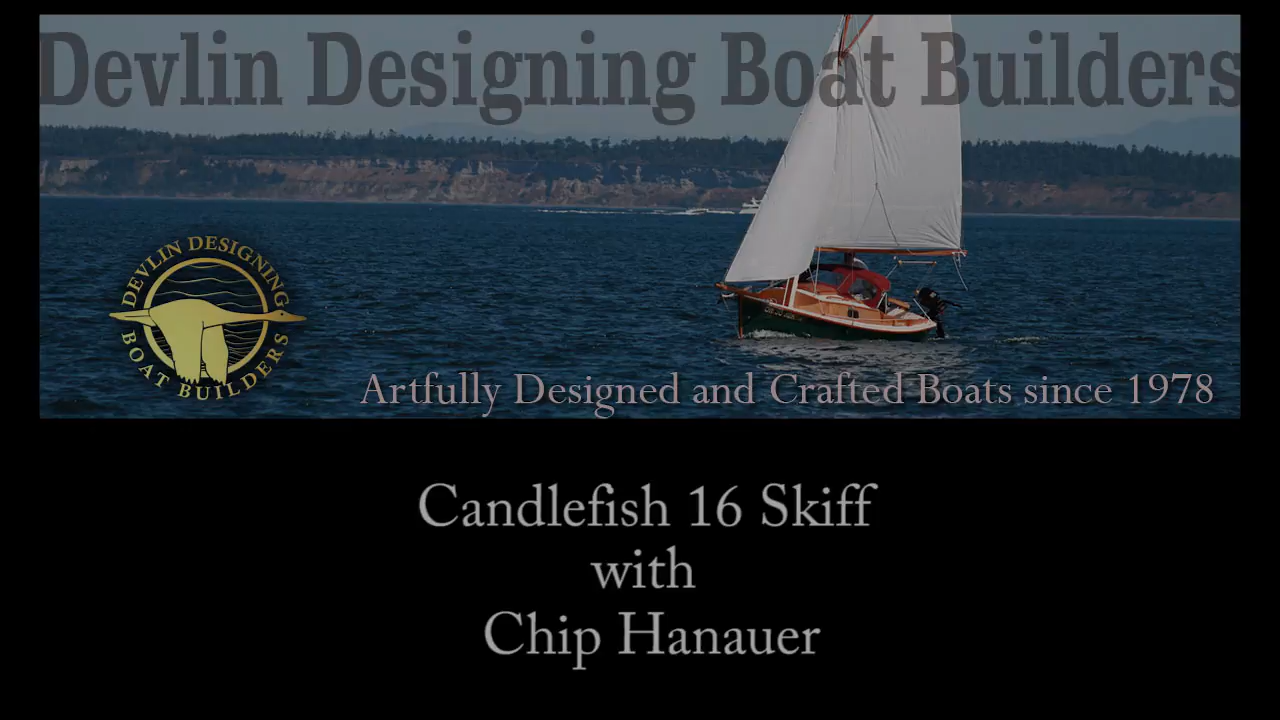 Devlin Designing Boat Builders
DEVLIN DESIGNING
BOAT BUILDERS
Artfully Designed and Crafted Boats since 1978
Candlefish 16 Skiff
with
Chip Hanauer